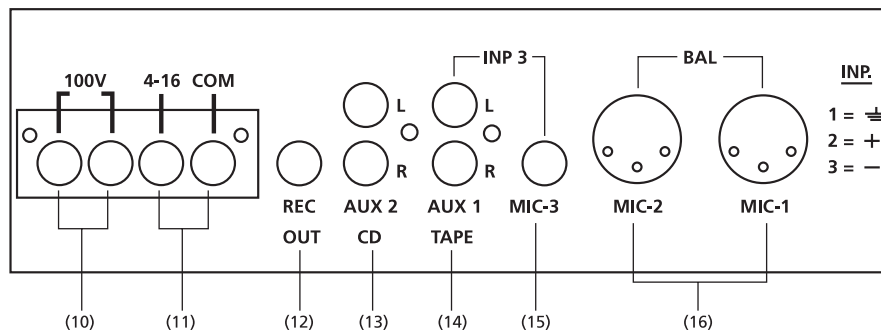 INP 3
BAL
INP.
100V 4-16 COM
L L
1 = ⏚
2 = +
3 = −
R R
REC AUX 2 AUX 1 MIC-3 MIC-2 MIC-1
OUT CD TAPE
(10) (11) (12) (13) (14) (15) (16)